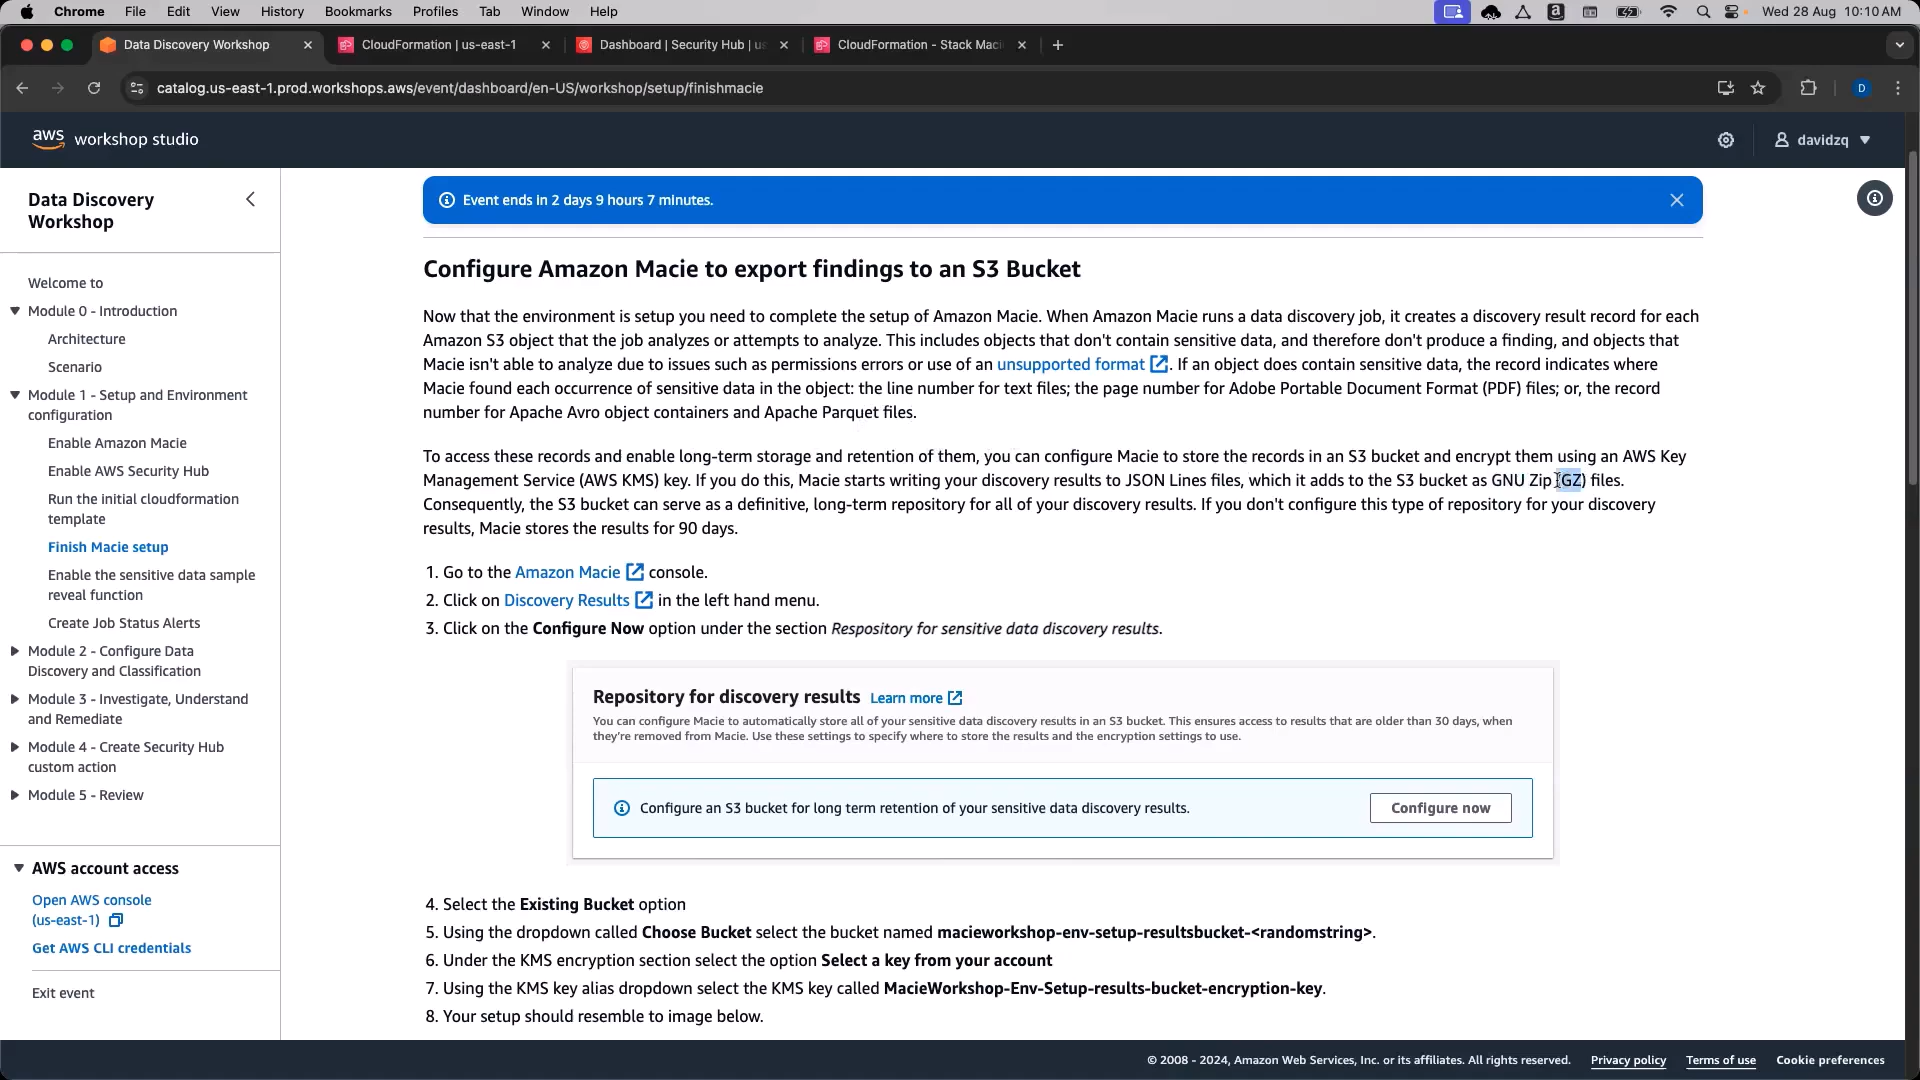 Chrome File Edit View History Bookmarks Profiles Tab Window Help Wed 28 Aug 10:10 AM
Data Discovery Workshop
CloudFormation | us-east-1
Dashboard | Security Hub | us
CloudFormation - Stack Maci
catalog.us-east-1.prod.workshops.aws/event/dashboard/en-US/workshop/setup/finishmacie
D
aws workshop studio
davidzq
Data Discovery
Workshop
Welcome to
Module 0 - Introduction
Architecture
Scenario
Module 1 - Setup and Environment
configuration
Enable Amazon Macie
Enable AWS Security Hub
Run the initial cloudformation
template
Finish Macie setup
Enable the sensitive data sample
reveal function
Create Job Status Alerts
Module 2 - Configure Data
Discovery and Classification
Module 3 - Investigate, Understand
and Remediate
Module 4 - Create Security Hub
custom action
Module 5 - Review
AWS account access
Open AWS console
(us-east-1)
Get AWS CLI credentials
Exit event
Event ends in 2 days 9 hours 7 minutes.
Configure Amazon Macie to export findings to an S3 Bucket
Now that the environment is setup you need to complete the setup of Amazon Macie. When Amazon Macie runs a data discovery job, it creates a discovery result record for each
Amazon S3 object that the job analyzes or attempts to analyze. This includes objects that don't contain sensitive data, and therefore don't produce a finding, and objects that
Macie isn't able to analyze due to issues such as permissions errors or use of an unsupported format. If an object does contain sensitive data, the record indicates where
Macie found each occurrence of sensitive data in the object: the line number for text files; the page number for Adobe Portable Document Format (PDF) files; or, the record
number for Apache Avro object containers and Apache Parquet files.
To access these records and enable long-term storage and retention of them, you can configure Macie to store the records in an S3 bucket and encrypt them using an AWS Key
Management Service (AWS KMS) key. If you do this, Macie starts writing your discovery results to JSON Lines files, which it adds to the S3 bucket as GNU Zip (GZ) files.
Consequently, the S3 bucket can serve as a definitive, long-term repository for all of your discovery results. If you don't configure this type of repository for your discovery
results, Macie stores the results for 90 days.
1. Go to the Amazon Macie console.
2. Click on Discovery Results in the left hand menu.
3. Click on the Configure Now option under the section Respository for sensitive data discovery results.
Repository for discovery results Learn more
You can configure Macie to automatically store all of your sensitive data discovery results in an S3 bucket. This ensures access to results that are older than 30 days, when
they're removed from Macie. Use these settings to specify where to store the results and the encryption settings to use.
Configure an S3 bucket for long term retention of your sensitive data discovery results.
Configure now
4. Select the Existing Bucket option
5. Using the dropdown called Choose Bucket select the bucket named macieworkshop-env-setup-resultsbucket-<randomstring>.
6. Under the KMS encryption section select the option Select a key from your account
7. Using the KMS key alias dropdown select the KMS key called MacieWorkshop-Env-Setup-results-bucket-encryption-key.
8. Your setup should resemble to image below.
© 2008 - 2024, Amazon Web Services, Inc. or its affiliates. All rights reserved. Privacy policy Terms of use Cookie preferences